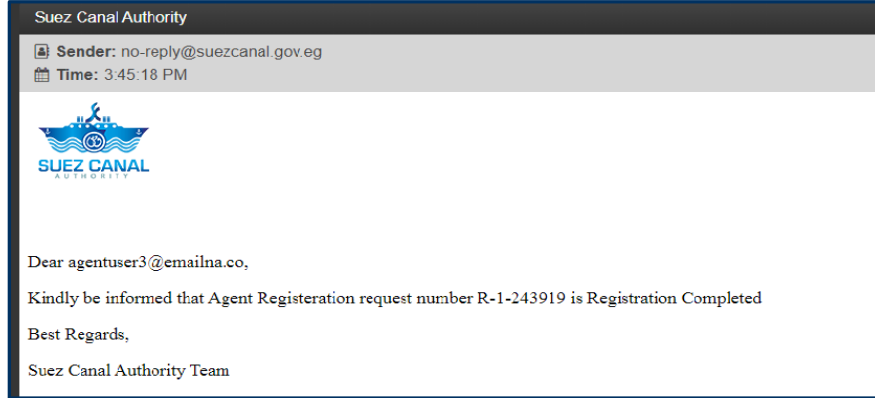 Suez Canal Authority
Sender: no-reply@suezcanal.gov.eg
Time: 3:45:18 PM
SUEZ CANAL
AUTHORITY
Dear agentuser3@emailna.co,
Kindly be informed that Agent Registeration request number R-1-243919 is Registration Completed
Best Regards,
Suez Canal Authority Team